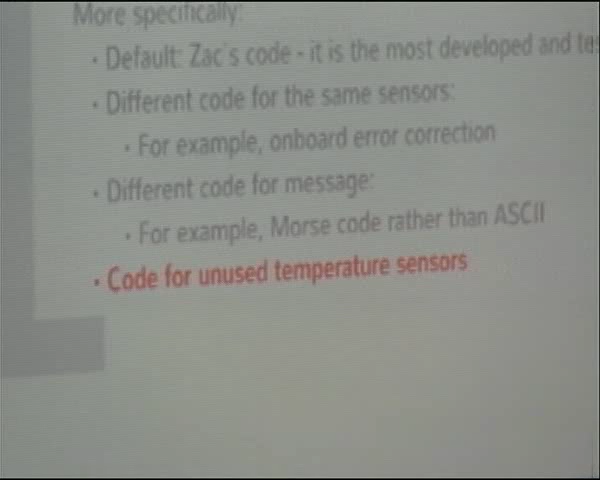 More specifically:
• Default: Zac's code - it is the most developed and
• Different code for the same sensors:
• For example, onboard error correction
• Different code for message:
• For example, Morse code rather than ASCII
• Code for unused temperature sensors